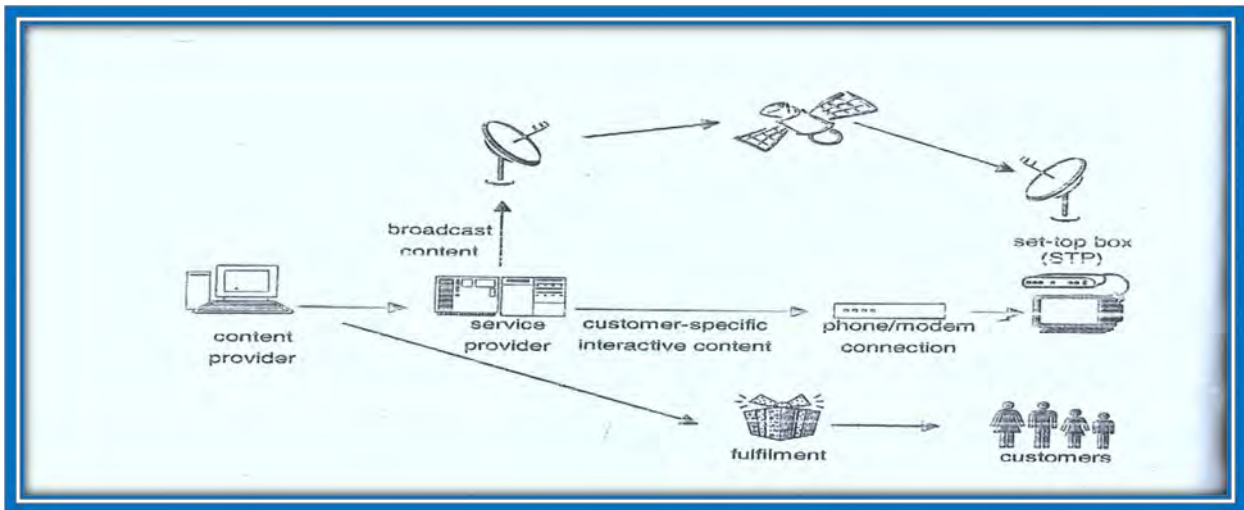 broadcast
content
set-top box
(STP)
content
provider
service
provider
customer-specific
interactive content
phone/modem
connection
fulfilment
customers